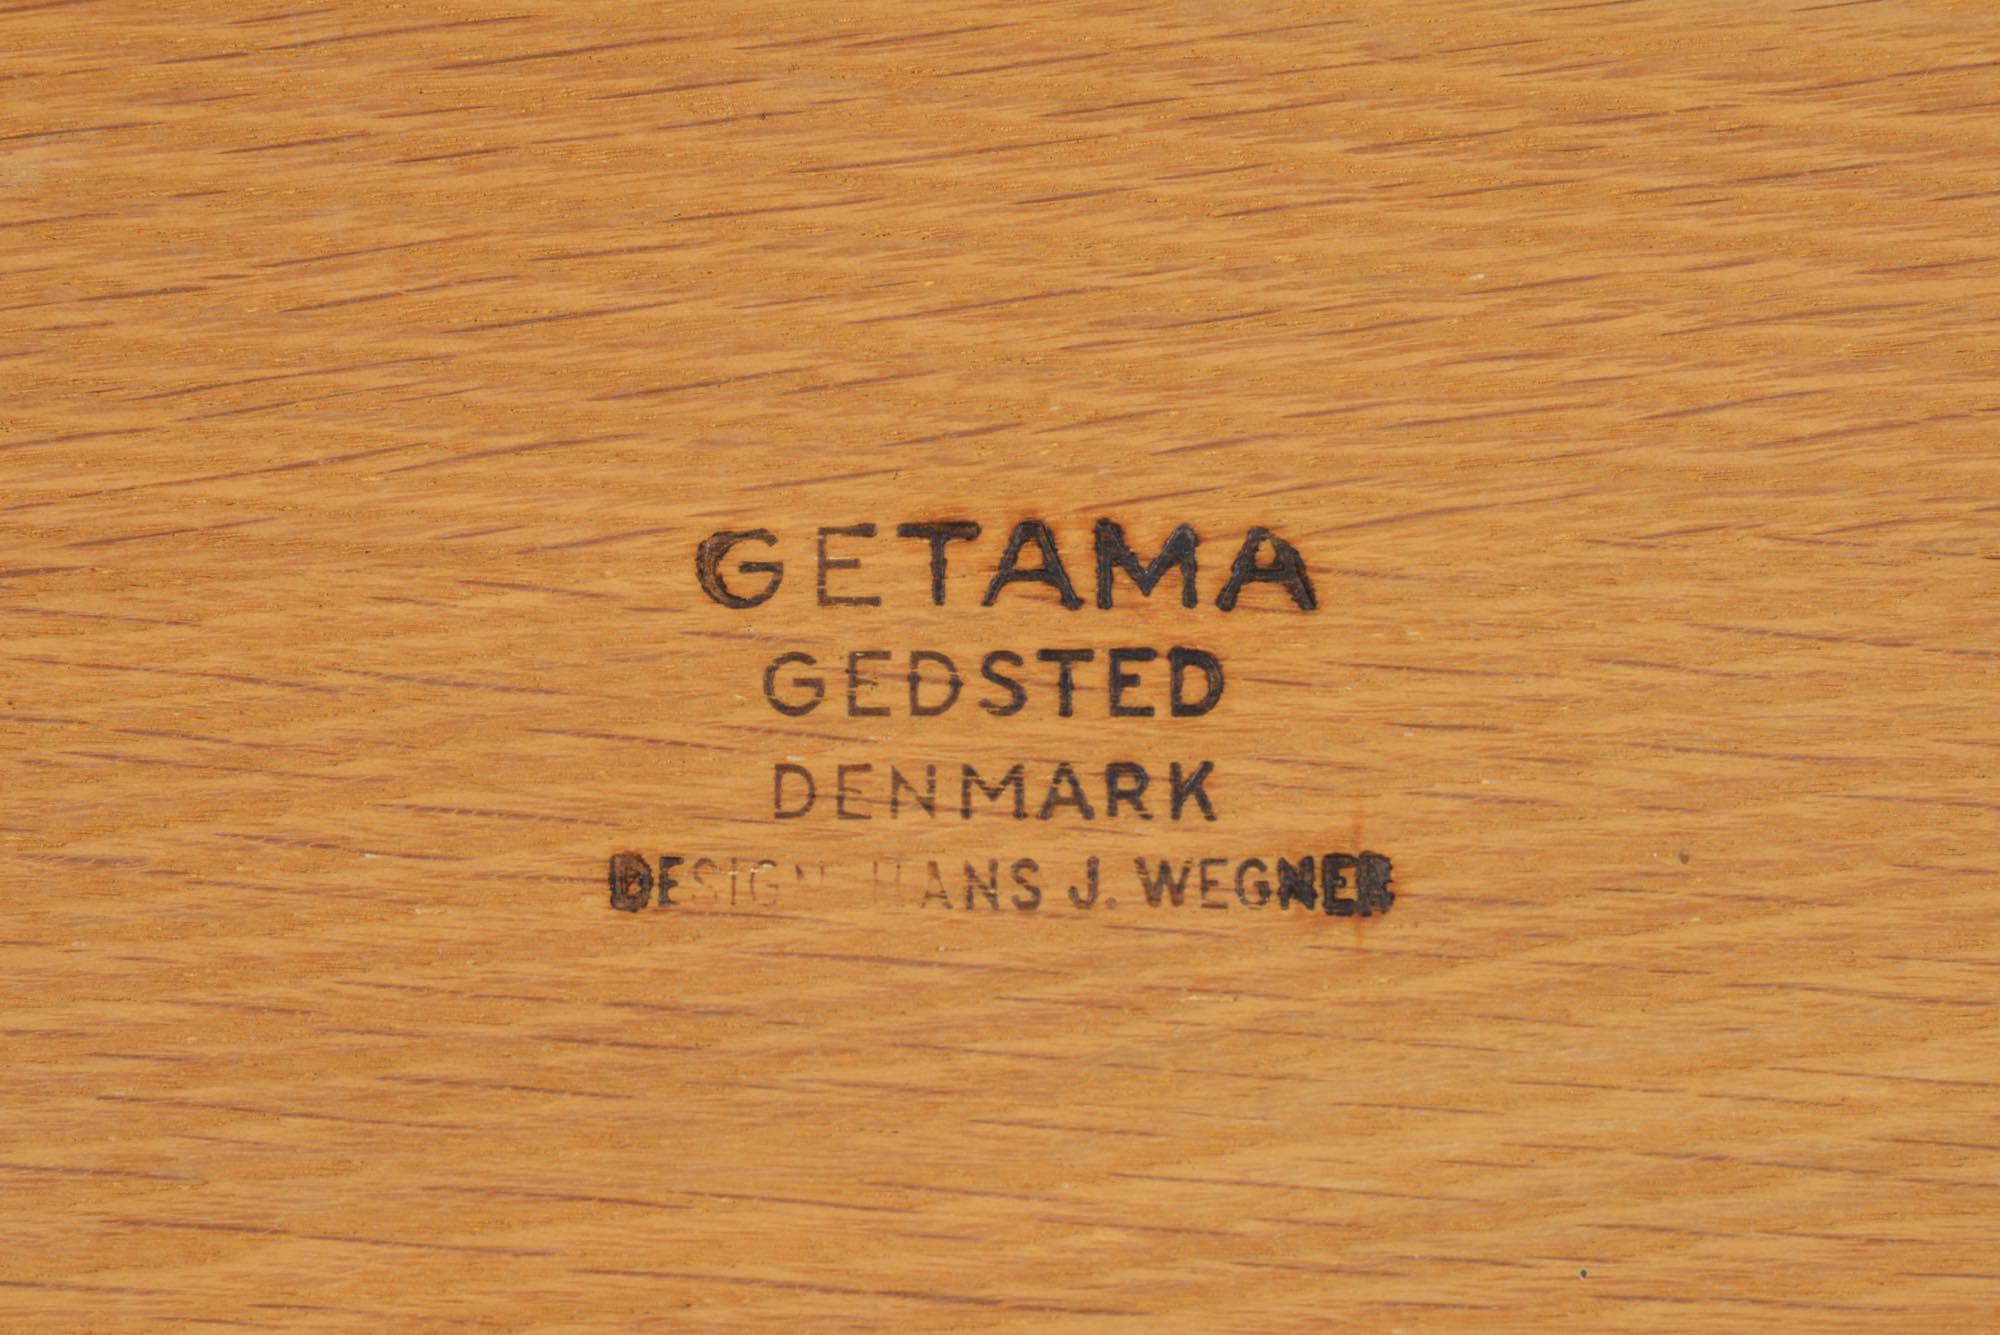 GETAMA
GEDSTED
DENMARK
DESIGN HANS J. WEGNER